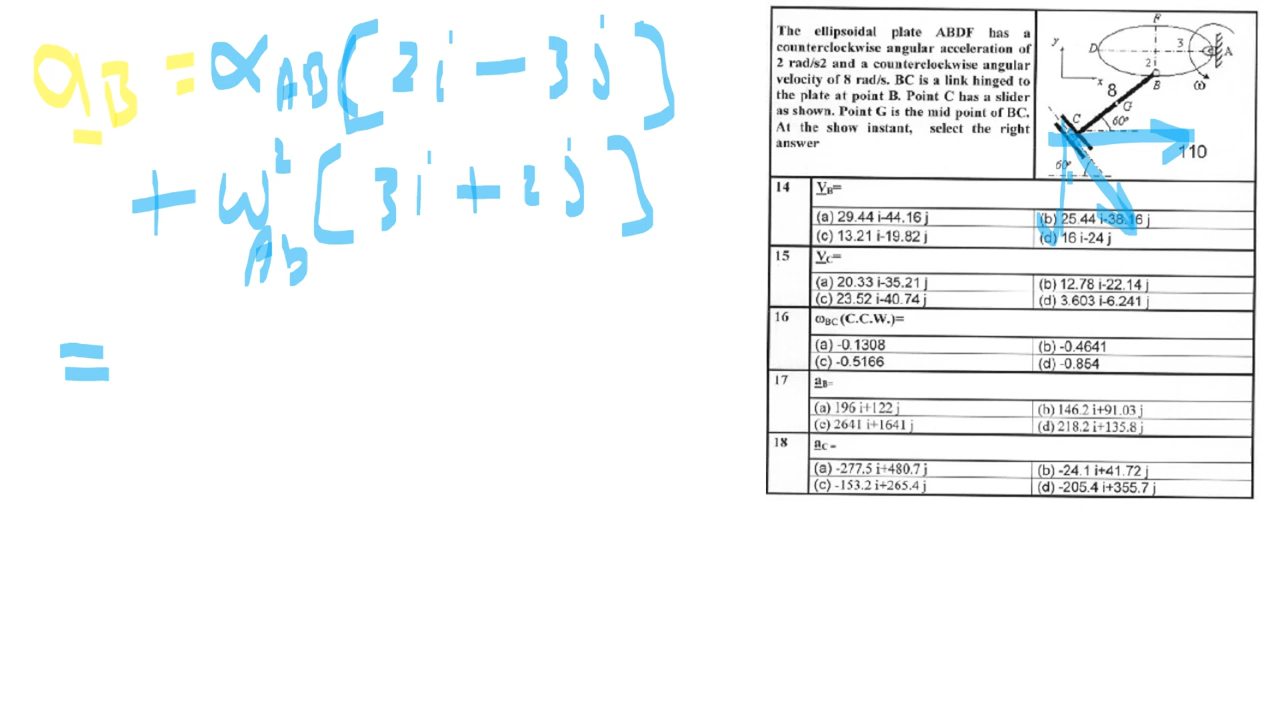 a_B = α_AB [2i - 3j]
+ ω²_Ab [3i + 2j]
=
The ellipsoidal plate ABDF has a
counterclockwise angular acceleration of
2 rad/s2 and a counterclockwise angular
velocity of 8 rad/s. BC is a link hinged to
the plate at point B. Point C has a slider
as shown. Point G is the mid point of BC.
At the show instant, select the right
answer
F
y
D
3
A
2
x
B
ω
8
G
C
60°
110
60°
14 V_B=
(a) 29.44 i-44.16 j (b) 25.44 i-38.16 j
(c) 13.21 i-19.82 j (d) 16 i-24 j
15 V_C=
(a) 20.33 i-35.21 j (b) 12.78 i-22.14 j
(c) 23.52 i-40.74 j (d) 3.603 i-6.241 j
16 ω_BC (C.C.W.)=
(a) -0.1308 (b) -0.4641
(c) -0.5166 (d) -0.854
17 a_B=
(a) 196 i+122 j (b) 146.2 i+91.03 j
(c) 2641 i+1641 j (d) 218.2 i+135.8 j
18 a_C=
(a) -277.5 i+480.7 j (b) -24.1 i+41.72 j
(c) -153.2 i+265.4 j (d) -205.4 i+355.7 j